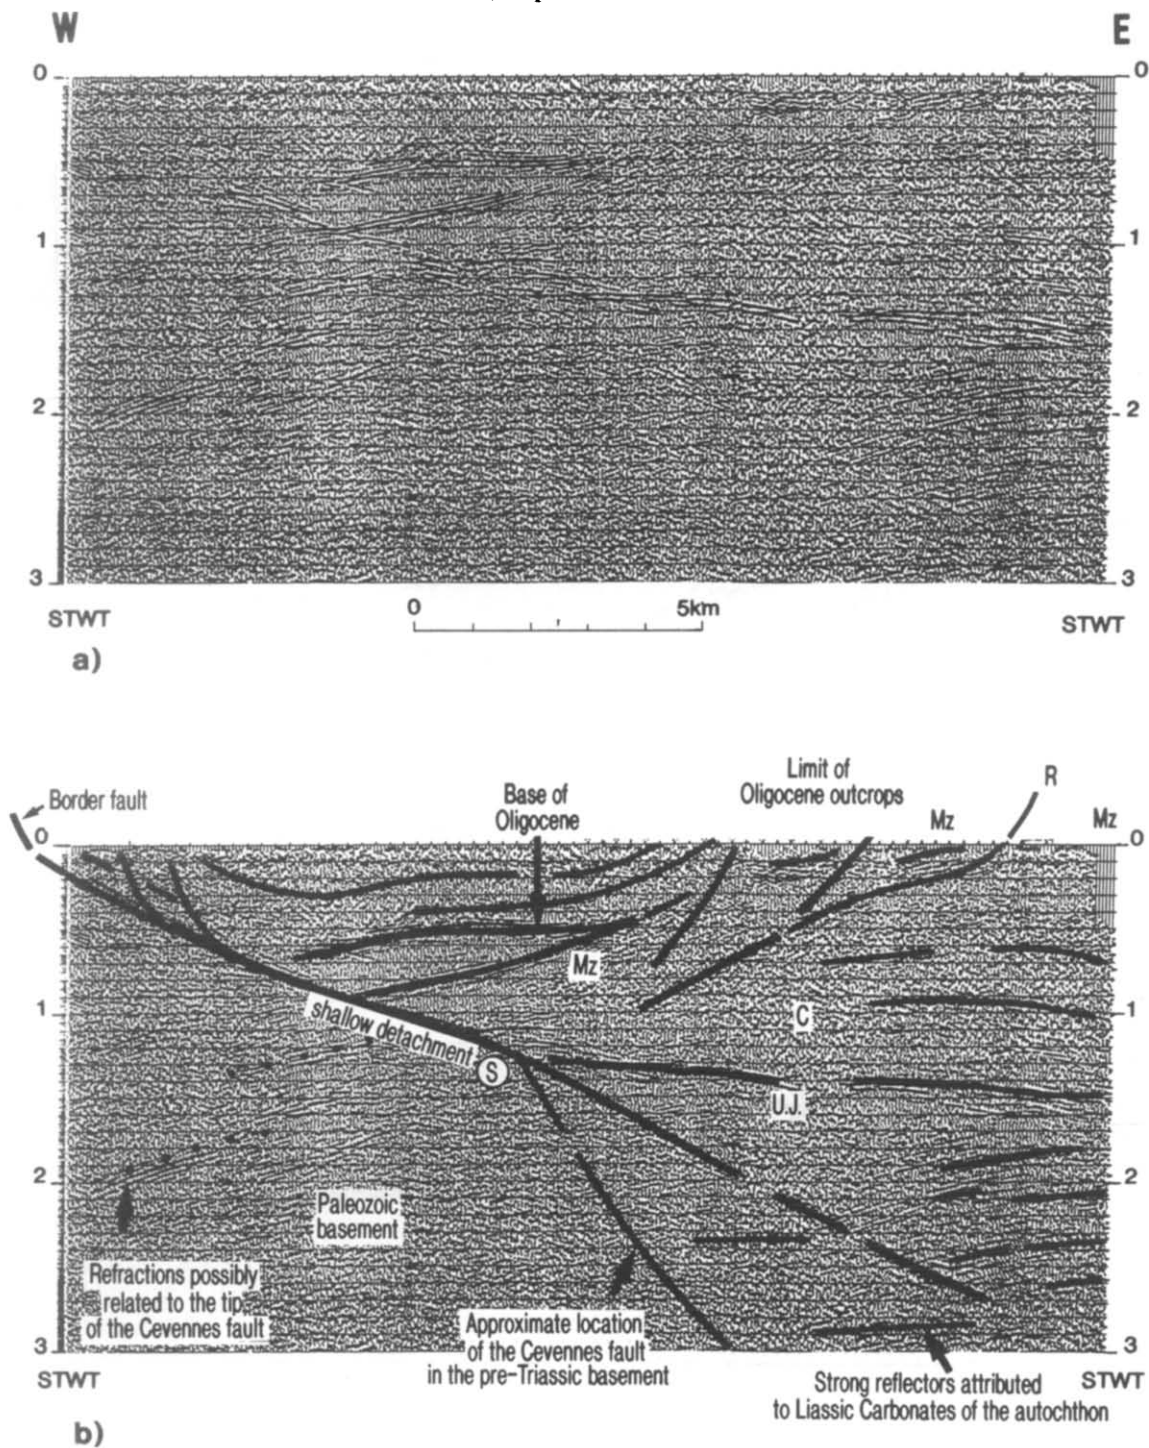 W
E
0
0
1
1
2
2
3
3
STWT
0
5km
STWT
a)
Border fault
Base of
Oligocene
Limit of
Oligocene outcrops
R
Mz
Mz
0
0
Mz
C
1
1
shallow detachment
S
U.J.
2
2
Paleozoic
basement
Refractions possibly
related to the tip
of the Cevennes fault
Approximate location
of the Cevennes fault
in the pre-Triassic basement
3
3
STWT
Strong reflectors attributed
to Liassic Carbonates of the autochthon
STWT
b)